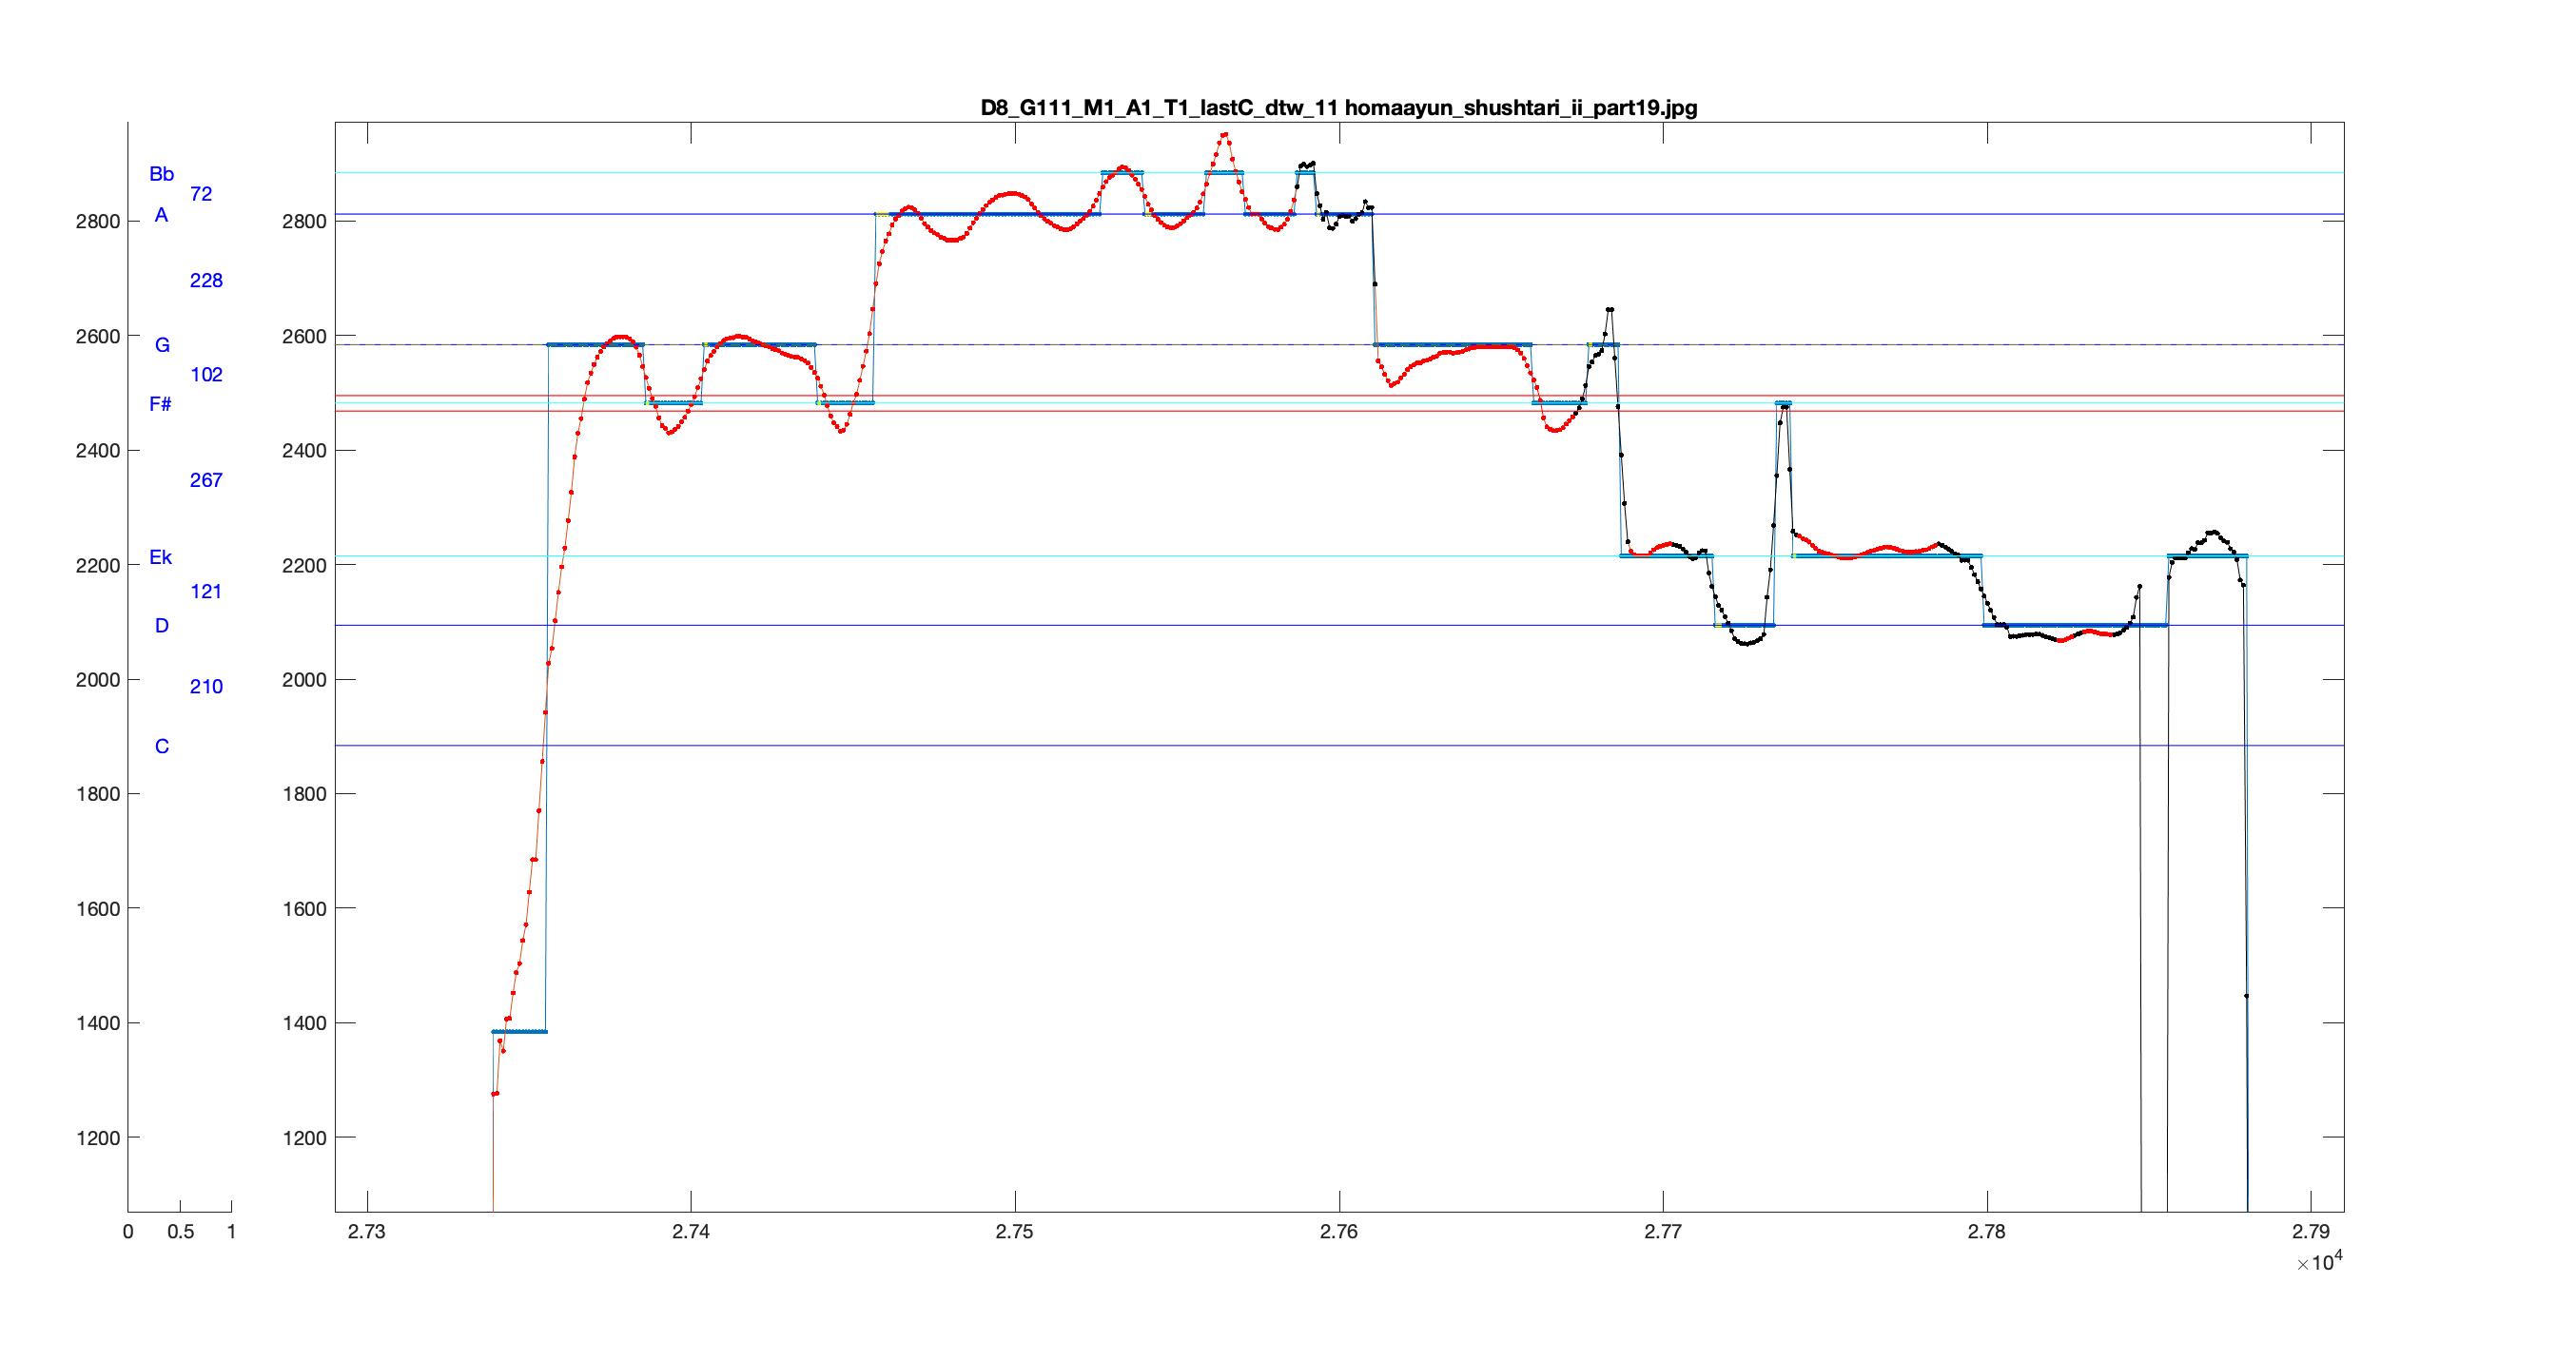 D8_G111_M1_A1_T1_lastC_dtw_11 homaayun_shushtari_ii_part19.jpg
Bb
72
2800 A 2800
228
2600 2600
G
102
F#
2400 2400
267
Ek
2200 2200
121
D
2000 210 2000
C
1800 1800
1600 1600
1400 1400
1200 1200
0 0.5 1 2.73 2.74 2.75 2.76 2.77 2.78 2.79
×10⁴